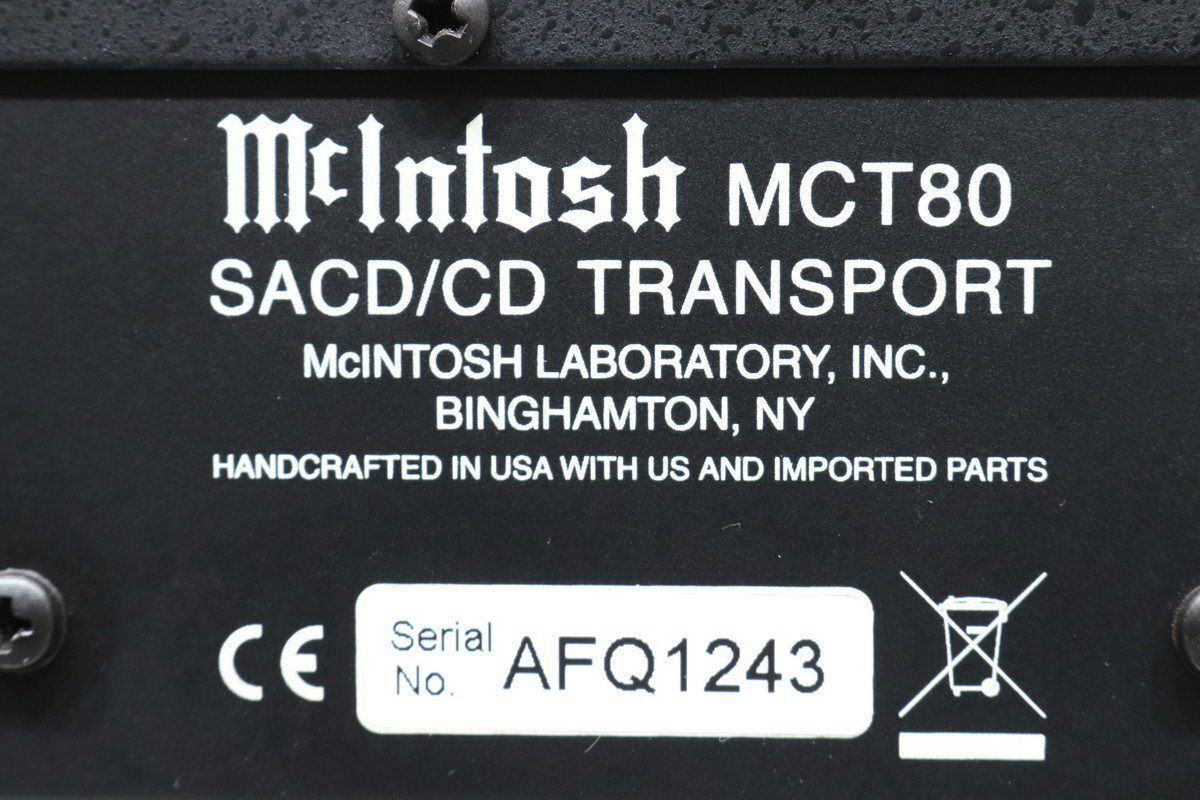 McIntosh MCT80
SACD/CD TRANSPORT
McINTOSH LABORATORY, INC.,
BINGHAMTON, NY
HANDCRAFTED IN USA WITH US AND IMPORTED PARTS
CE
Serial No. AFQ1243